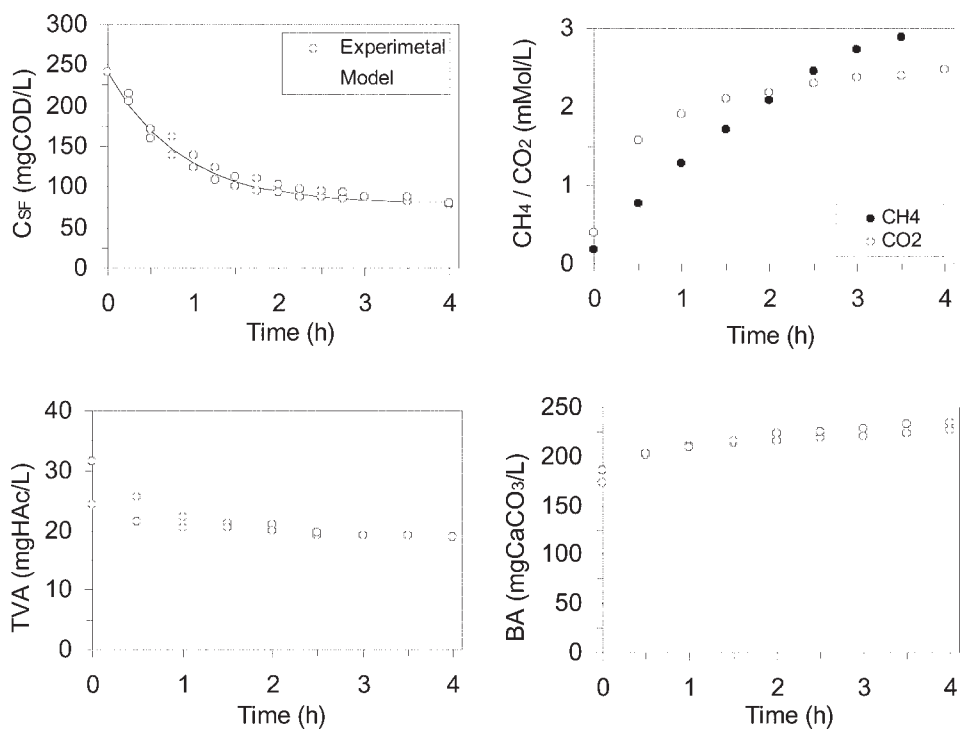 CSF (mgCOD/L)
300
250
200
150
100
50
0
Experimetal
Model
0 1 2 3 4
Time (h)
CH4 / CO2 (mMol/L)
3
2
1
0
CH4
CO2
0 1 2 3 4
Time (h)
TVA (mgHAc/L)
40
30
20
10
0
0 1 2 3 4
Time (h)
BA (mgCaCO3/L)
250
200
150
100
50
0
0 1 2 3 4
Time (h)